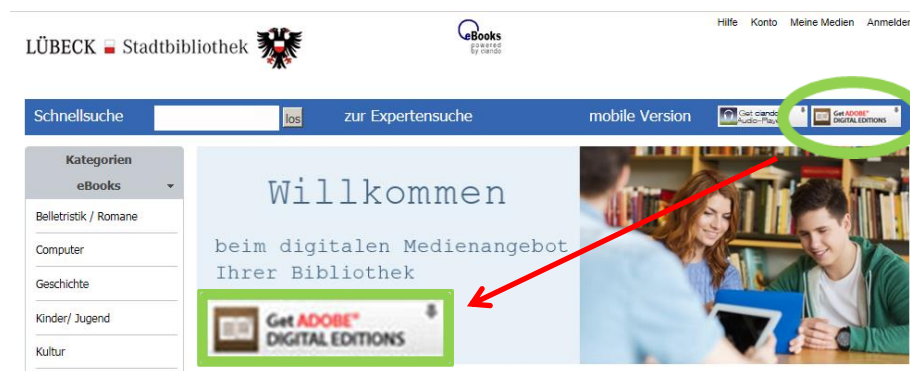 Hilfe Konto Meine Medien Anmelden
LÜBECK Stadtbibliothek
eBooks
powered
by ciando
Schnellsuche los zur Expertensuche mobile Version
Get ciando
Audio-Player
Get ADOBE®
DIGITAL EDITIONS
Kategorien
eBooks
Belletristik / Romane
Computer
Geschichte
Kinder/ Jugend
Kultur
Willkommen
beim digitalen Medienangebot
Ihrer Bibliothek
Get ADOBE®
DIGITAL EDITIONS